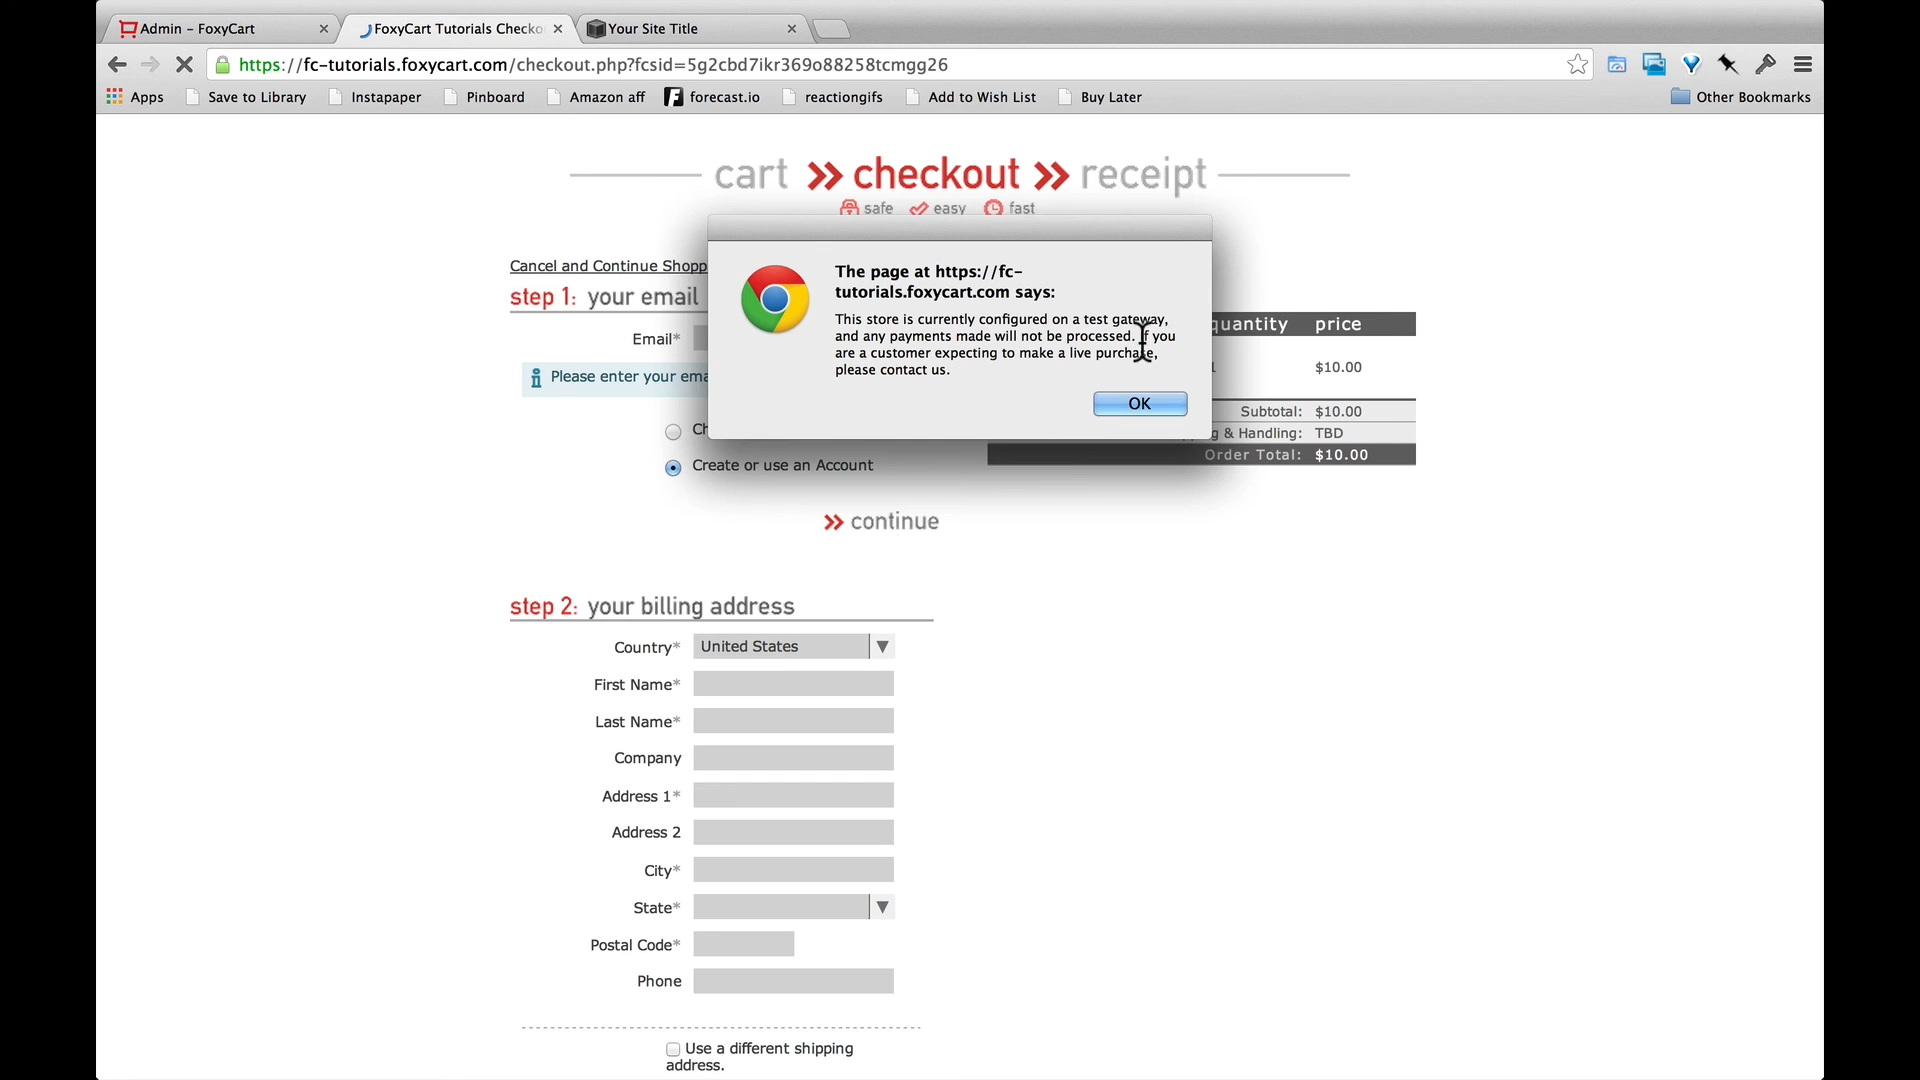 Admin – FoxyCart
FoxyCart Tutorials Checko
Your Site Title
https://fc-tutorials.foxycart.com/checkout.php?fcsid=5g2cbd7ikr369o88258tcmgg26
Apps Save to Library Instapaper Pinboard Amazon aff forecast.io reactiongifs Add to Wish List Buy Later Other Bookmarks
cart checkout receipt
safe easy fast
Cancel and Continue Shopp
The page at https://fc-
tutorials.foxycart.com says:
This store is currently configured on a test gateway,
and any payments made will not be processed. If you
are a customer expecting to make a live purchase,
please contact us.
OK
step 1: your email
Email*
Please enter your ema
Ch
Create or use an Account
continue
quantity price
1 $10.00
Subtotal: $10.00
g & Handling: TBD
Order Total: $10.00
step 2: your billing address
Country* United States
First Name*
Last Name*
Company
Address 1*
Address 2
City*
State*
Postal Code*
Phone
Use a different shipping
address.